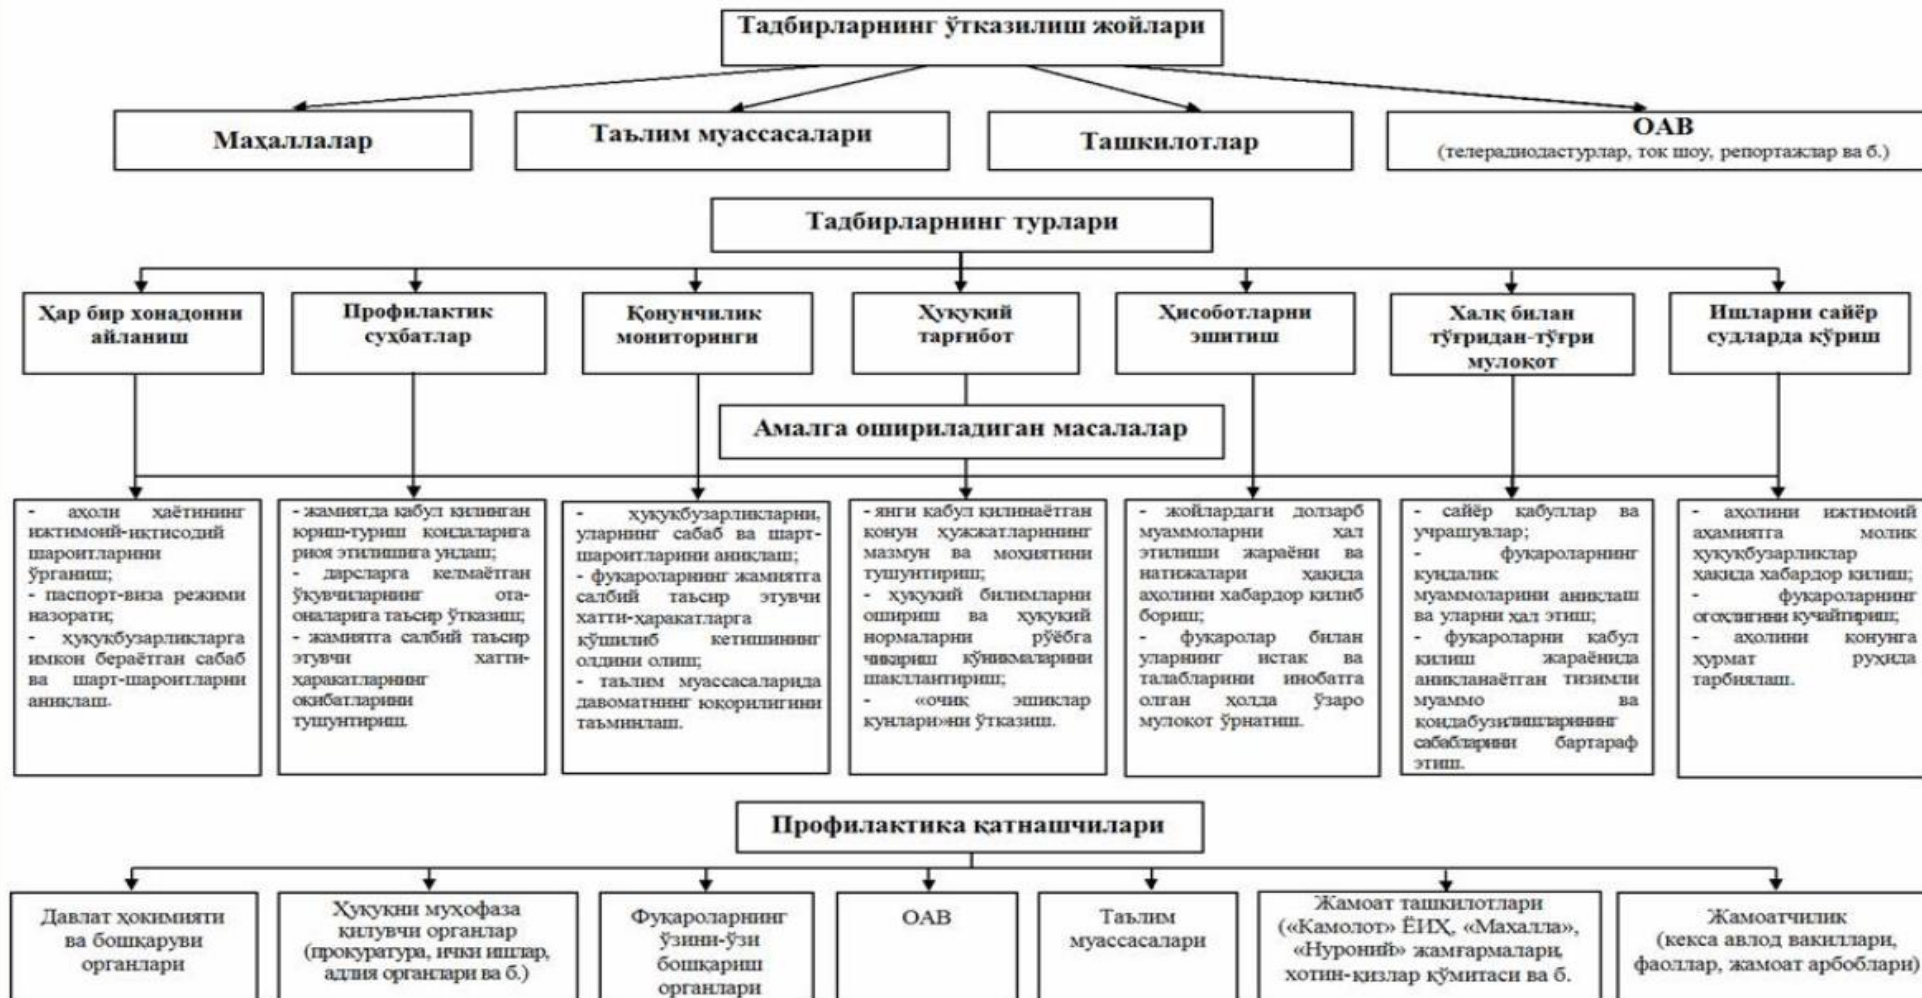 Тадбирларнинг ўтказилиш жойлари
Маҳаллалар
Таълим муассасалари
Ташкилотлар
ОАВ
(телерадиодастурлар, ток шоу, репортажлар ва б.)
Тадбирларнинг турлари
Ҳар бир хонадонни
айланиш
Профилактик
суҳбатлар
Қонунчилик
мониторинги
Ҳуқуқий
тарғибот
Ҳисоботларни
эшитиш
Халқ билан
тўғридан-тўғри
мулоқот
Ишларни сайёр
судларда кўриш
Амалга ошириладиган масалалар
- аҳоли ҳаётининг
ижтимоий-иқтисодий
шароитларини
ўрганиш;
- паспорт-виза режими
назорати;
- ҳуқуқбузарликларга
имкон бераётган сабаб
ва шарт-шароитларни
аниқлаш.
- жамиятда қабул қилинган
юриш-туриш қоидаларига
риоя этилишига ундаш;
- дарсларга келмаётган
ўқувчиларнинг ота-
оналарига таъсир ўтказиш;
- жамиятга салбий таъсир
этувчи хатти-
ҳаракатларнинг
оқибатларини
тушунтириш.
- ҳуқуқбузарликларни,
уларнинг сабаб ва шарт-
шароитларини аниқлаш;
- фуқароларнинг жамиятга
салбий таъсир этувчи
хатти-ҳаракатларга
қўшилиб кетишининг
олдини олиш;
- таълим муассасаларида
давоматнинг юқорилигини
таъминлаш.
- янги қабул қилинаётган
қонун ҳужжатларининг
мазмун ва моҳиятини
тушунтириш;
- ҳуқуқий билимларни
ошириш ва ҳуқуқий
нормаларни рўёбга
чиқариш кўникмаларини
шакллантириш;
- «очиқ эшиклар
кунлари»ни ўтказиш.
- жойлардаги долзарб
муаммоларни ҳал
этилиши жараёни ва
натижалари ҳақида
аҳолини хабардор қилиб
бориш;
- фуқаролар билан
уларнинг истак ва
талабларини инобатга
олган ҳолда ўзаро
мулоқот ўрнатиш.
- сайёр қабуллар ва
учрашувлар;
- фуқароларнинг
кундалик
муаммоларини аниқлаш
ва уларни ҳал этиш;
- фуқароларни қабул
қилиш жараёнида
аниқланаётган тизимли
муаммо ва
қоидабузилишларининг
сабабларини бартараф
этиш.
- аҳолини ижтимоий
аҳамиятга молик
ҳуқуқбузарликлар
ҳақида хабардор қилиш;
- фуқароларнинг
огоҳлигини кучайтириш;
- аҳолини қонунга
ҳурмат руҳида
тарбиялаш.
Профилактика қатнашчилари
Давлат ҳокимияти
ва бошқаруви
органлари
Ҳуқуқни муҳофаза
қилувчи органлар
(прокуратура, ички ишлар,
адлия органлари ва б.)
Фуқароларнинг
ўзини-ўзи
бошқариш
органлари
ОАВ
Таълим
муассасалари
Жамоат ташкилотлари
(«Камолот» ЁИҲ, «Махалла»,
«Нуроний» жамғармалари,
хотин-қизлар қўмитаси ва б.
Жамоатчилик
(кекса авлод вакиллари,
фаоллар, жамоат арбоблари)